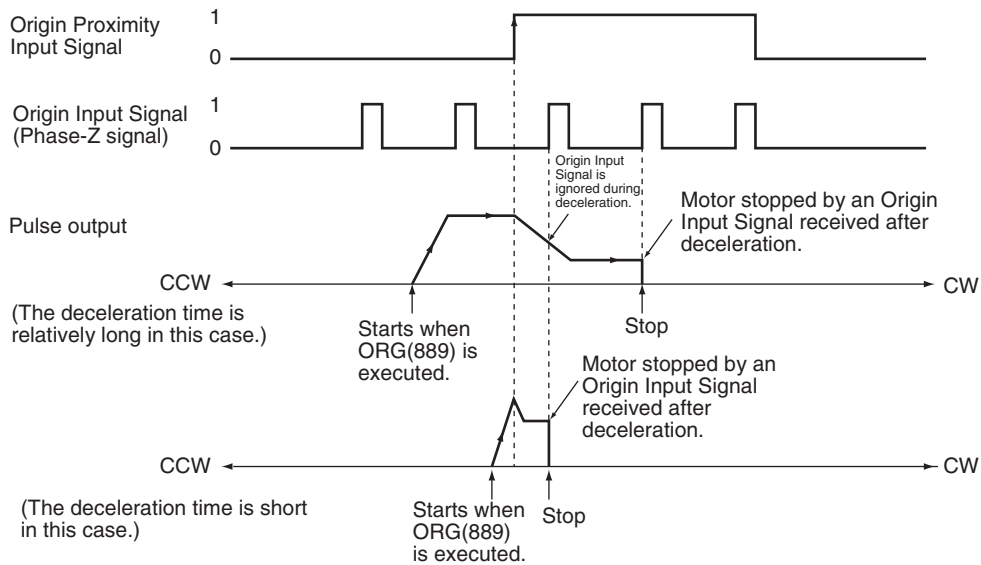 Origin Proximity
Input Signal
1
0
Origin Input Signal
(Phase-Z signal)
1
0
Origin Input
Signal is
ignored during
deceleration.
Pulse output
Motor stopped by an Origin
Input Signal received after
deceleration.
CCW
CW
(The deceleration time is
relatively long in this case.)
Starts when
ORG(889) is
executed.
Stop
Motor stopped by an
Origin Input Signal
received after
deceleration.
CCW
CW
(The deceleration time is short
in this case.)
Starts when
ORG(889)
is executed.
Stop